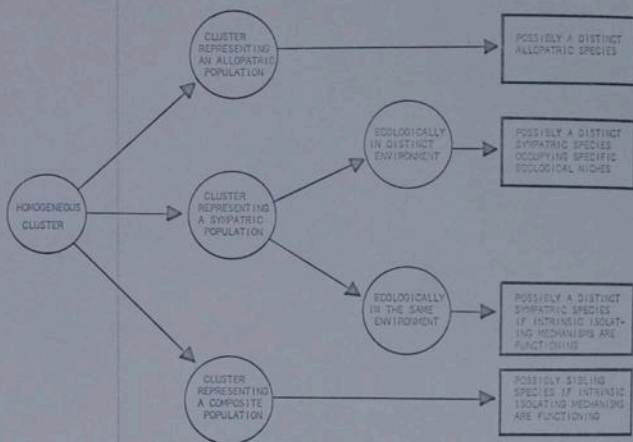 CLUSTER
REPRESENTING
AN ALLOPATRIC
POPULATION
POSSIBLY A DISTINCT
ALLOPATRIC SPECIES
ECOLOGICALLY
IN DISTINCT
ENVIRONMENT
POSSIBLY A DISTINCT
SYMPATRIC SPECIES
OCCUPYING SPECIFIC
ECOLOGICAL NICHES
HOMOGENEOUS
CLUSTER
CLUSTER
REPRESENTING
A SYMPATRIC
POPULATION
ECOLOGICALLY
IN THE SAME
ENVIRONMENT
POSSIBLY A DISTINCT
SYMPATRIC SPECIES
IF INTRINSIC ISOLAT-
ING MECHANISMS ARE
FUNCTIONING
CLUSTER
REPRESENTING
A COMPOSITE
POPULATION
POSSIBLY SIBLING
SPECIES IF INTRINSIC
ISOLATING-MECHANISMS
ARE FUNCTIONING